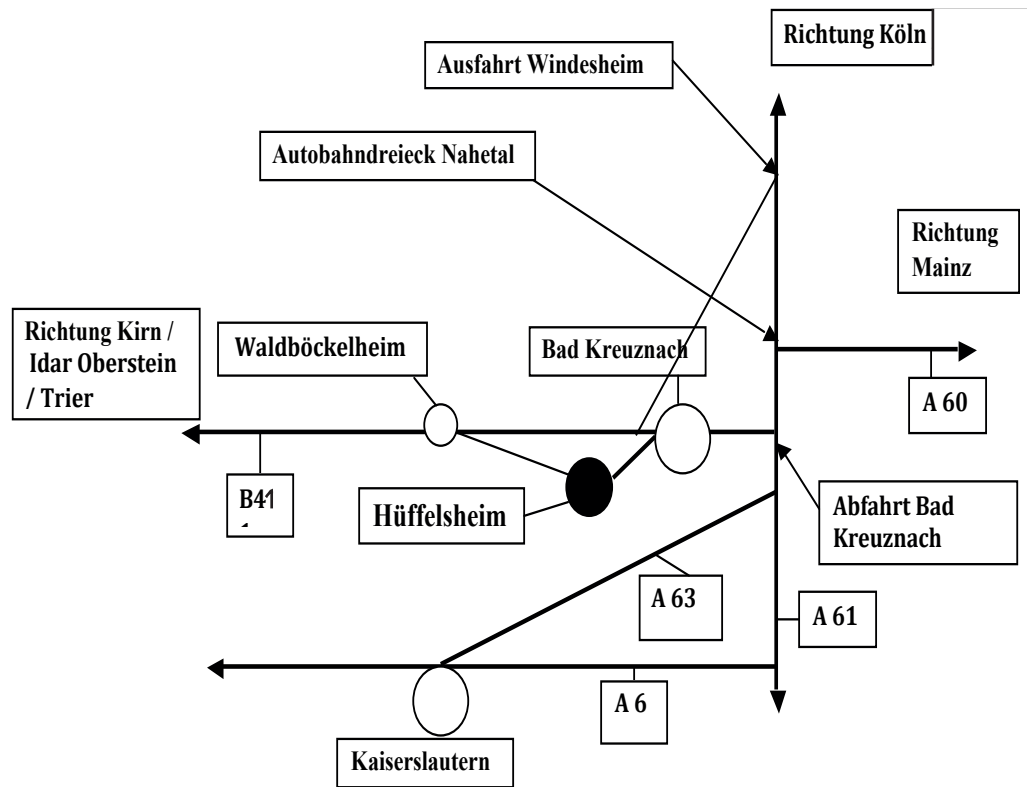 Richtung Köln
Ausfahrt Windesheim
Autobahndreieck Nahetal
Richtung
Mainz
Richtung Kirn /
Idar Oberstein
/ Trier
Waldböckelheim
Bad Kreuznach
A 60
B41
Hüffelsheim
Abfahrt Bad
Kreuznach
A 63
A 61
A 6
Kaiserslautern